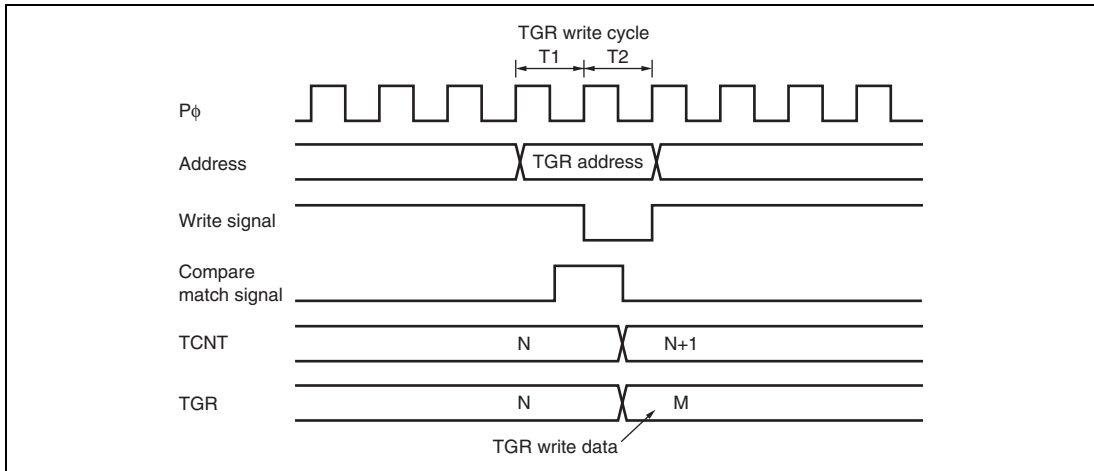 TGR write cycle
T1 T2
Pφ
Address TGR address
Write signal
Compare
match signal
TCNT N N+1
TGR N M
TGR write data